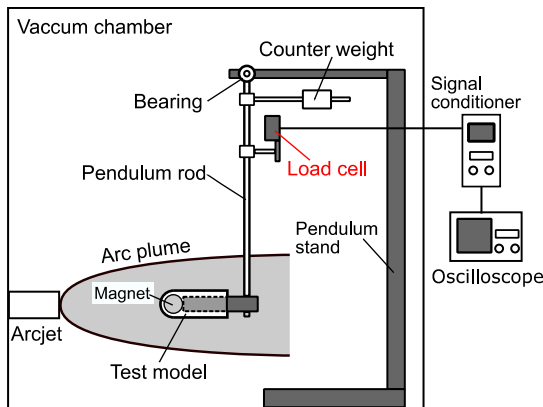 Vaccum chamber
Counter weight
Bearing
Signal
conditioner
Load cell
Pendulum rod
Pendulum
stand
Arc plume
Oscilloscope
Magnet
Arcjet
Test model